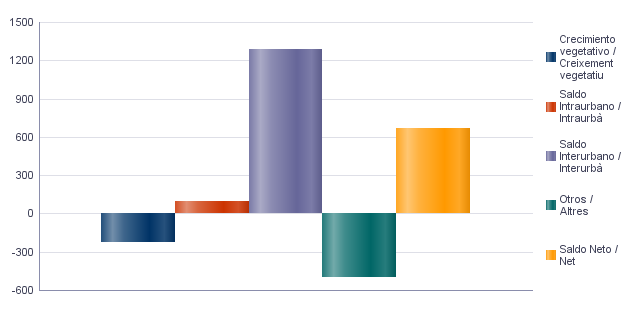 1500
1200
900
600
300
0
-300
-600
Crecimiento
vegetativo /
Creixement
vegetatiu
Saldo
Intraurbano /
Intraurbà
Saldo
Interurbano /
Interurbà
Otros /
Altres
Saldo Neto /
Net